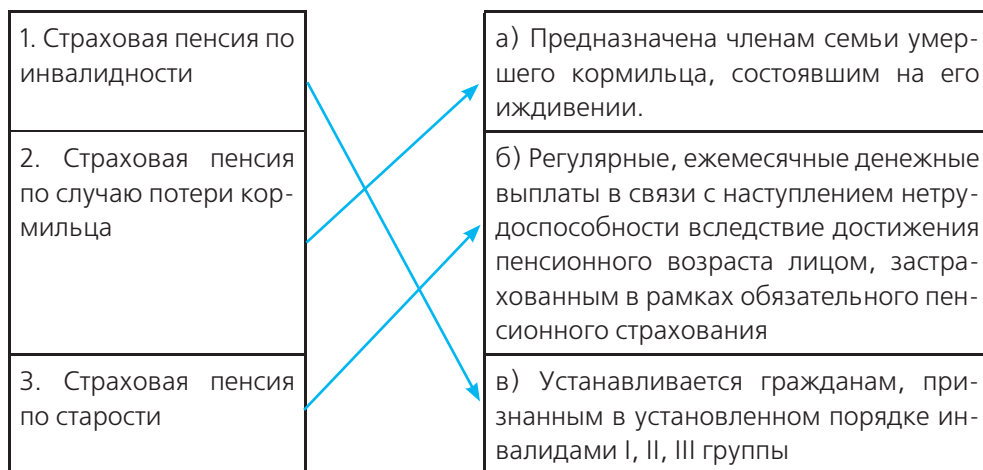 1. Страховая пенсия по
инвалидности
а) Предназначена членам семьи умер-
шего кормильца, состоявшим на его
иждивении.
2. Страховая пенсия
по случаю потери кор-
мильца
б) Регулярные, ежемесячные денежные
выплаты в связи с наступлением нетру-
доспособности вследствие достижения
пенсионного возраста лицом, застра-
хованным в рамках обязательного пен-
сионного страхования
3. Страховая пенсия
по старости
в) Устанавливается гражданам, при-
знанным в установленном порядке ин-
валидами I, II, III группы